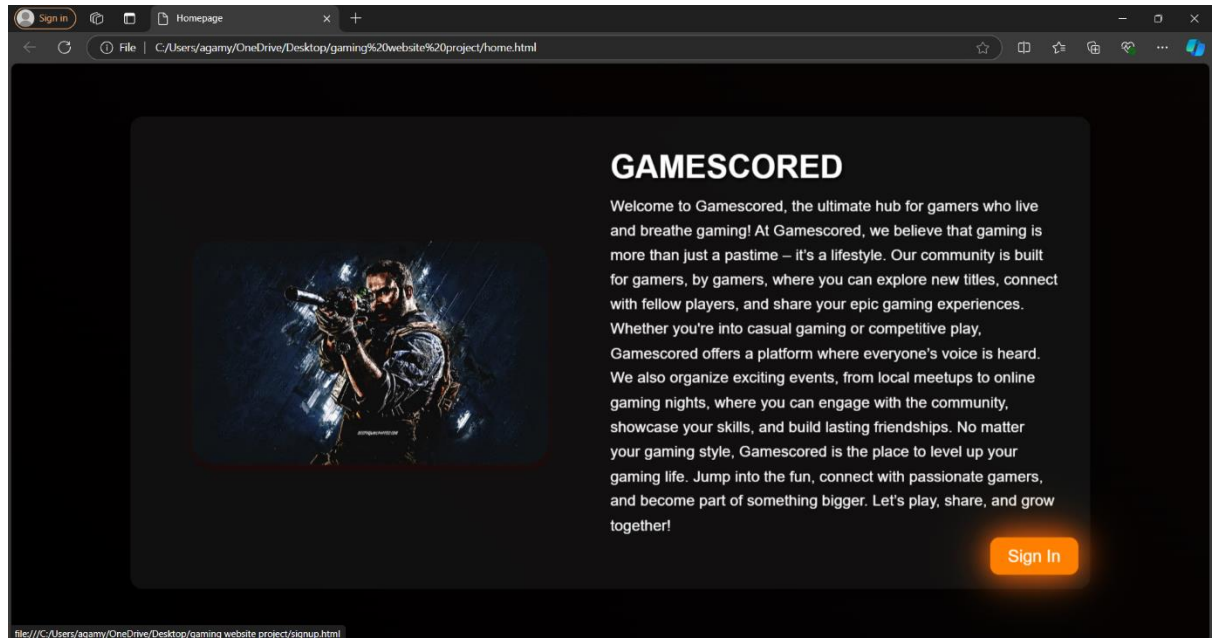 Sign in
Homepage
File
C:/Users/agamy/OneDrive/Desktop/gaming%20website%20project/home.html
GAMESCORED
Welcome to Gamescored, the ultimate hub for gamers who live
and breathe gaming! At Gamescored, we believe that gaming is
more than just a pastime – it's a lifestyle. Our community is built
for gamers, by gamers, where you can explore new titles, connect
with fellow players, and share your epic gaming experiences.
Whether you're into casual gaming or competitive play,
Gamescored offers a platform where everyone's voice is heard.
We also organize exciting events, from local meetups to online
gaming nights, where you can engage with the community,
showcase your skills, and build lasting friendships. No matter
your gaming style, Gamescored is the place to level up your
gaming life. Jump into the fun, connect with passionate gamers,
and become part of something bigger. Let's play, share, and grow
together!
Sign In
file:///C:/Users/agamy/OneDrive/Desktop/gaming website project/signup.html